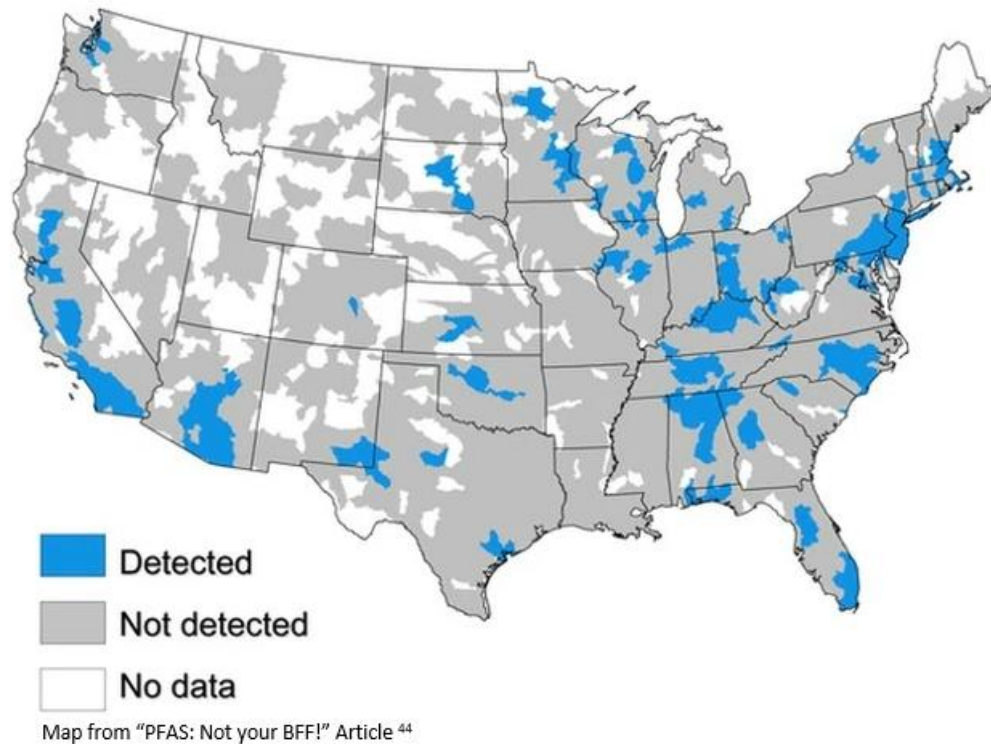 Detected
Not detected
No data
Map from “PFAS: Not your BFF!” Article 44